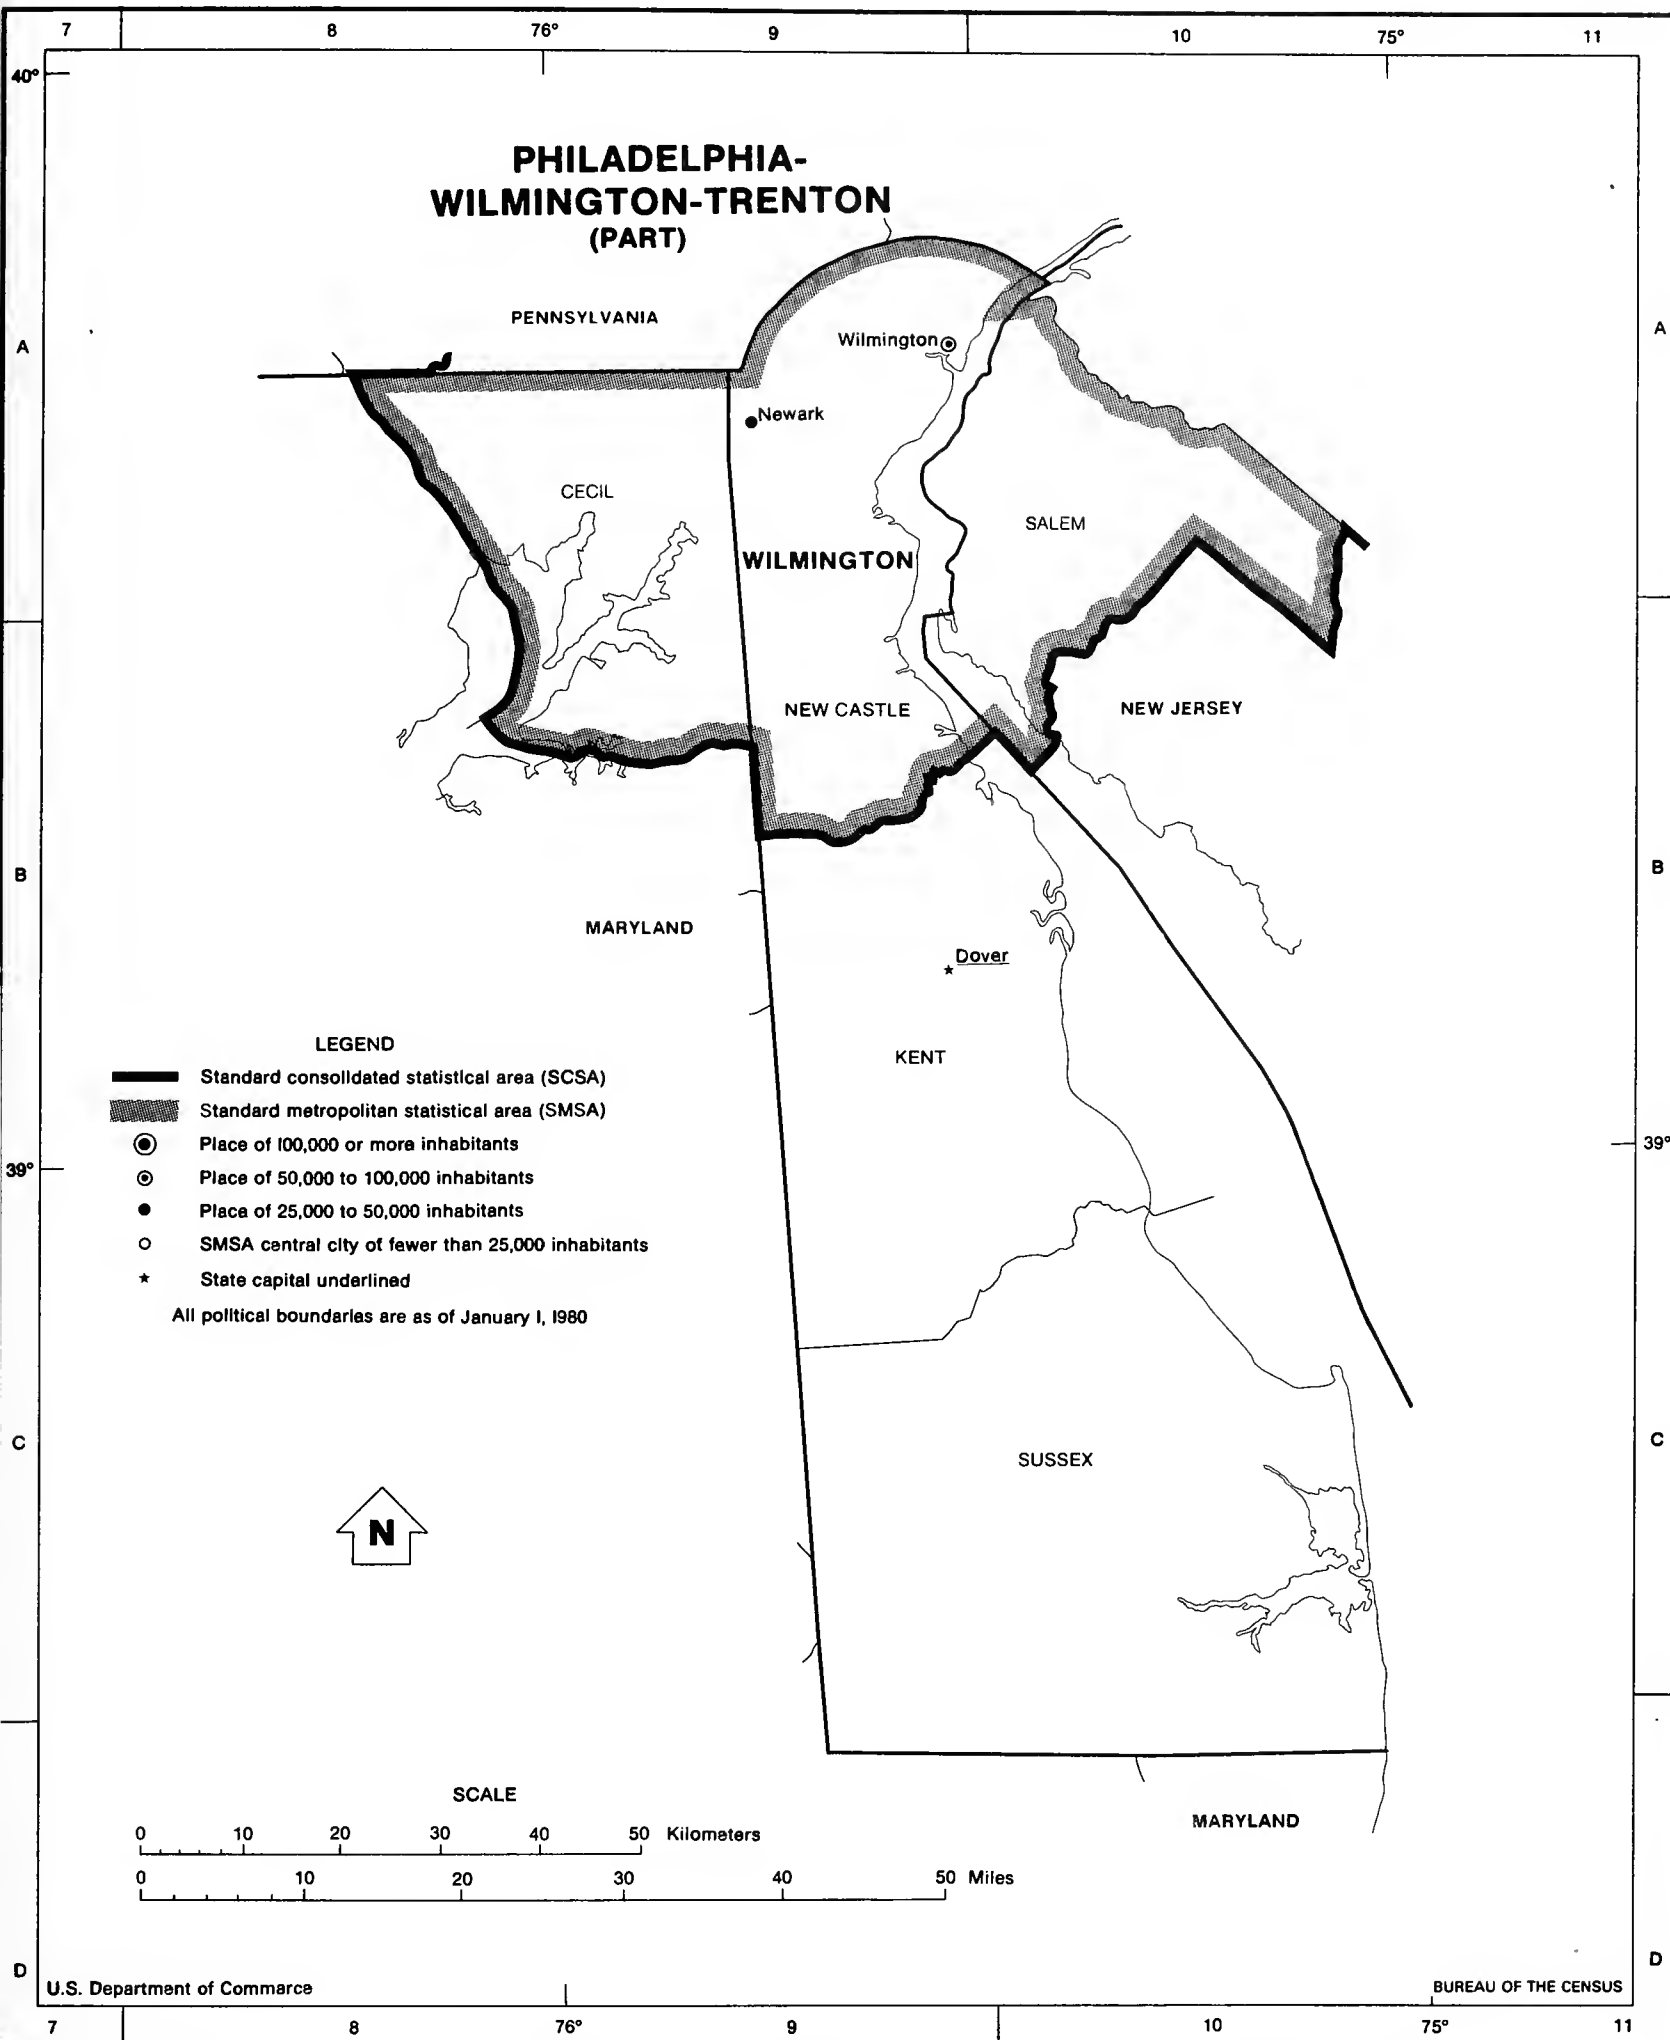 7 8 76° 9 10 75° 11
40°
PHILADELPHIA-
WILMINGTON-TRENTON
(PART)
PENNSYLVANIA
A A
Wilmington
Newark
CECIL
SALEM
WILMINGTON
NEW CASTLE
NEW JERSEY
B B
MARYLAND
Dover
KENT
LEGEND
Standard consolidated statistical area (SCSA)
Standard metropolitan statistical area (SMSA)
Place of 100,000 or more inhabitants
39°
Place of 50,000 to 100,000 inhabitants
39°
Place of 25,000 to 50,000 inhabitants
SMSA central city of fewer than 25,000 inhabitants
State capital underlined
All political boundaries are as of January 1, 1980
C C
SUSSEX
N
SCALE
MARYLAND
0 10 20 30 40 50 Kilometers
0 10 20 30 40 50 Miles
D D
U.S. Department of Commerce
BUREAU OF THE CENSUS
7 8 76° 9 10 75° 11